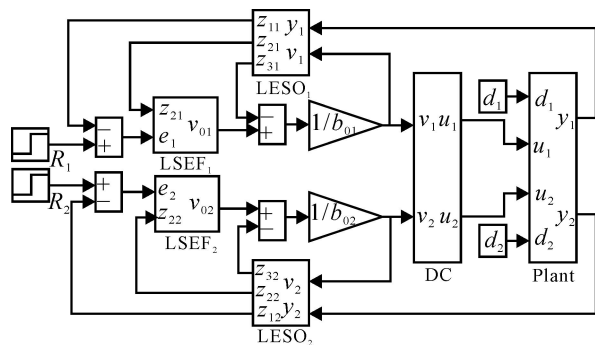 z₁₁ y₁
z₂₁
z₃₁ v₁
LESO₁
z₂₁
v₀₁
e₁
LSEF₁
−
+
−
+
1/b₀₁
v₁ u₁
v₂ u₂
DC
d₁
d₁
y₁
u₁
u₂
y₂
d₂
d₂
Plant
R₁
R₂
+
−
e₂
v₀₂
z₂₂
LSEF₂
+
−
1/b₀₂
z₃₂ v₂
z₂₂
z₁₂ y₂
LESO₂